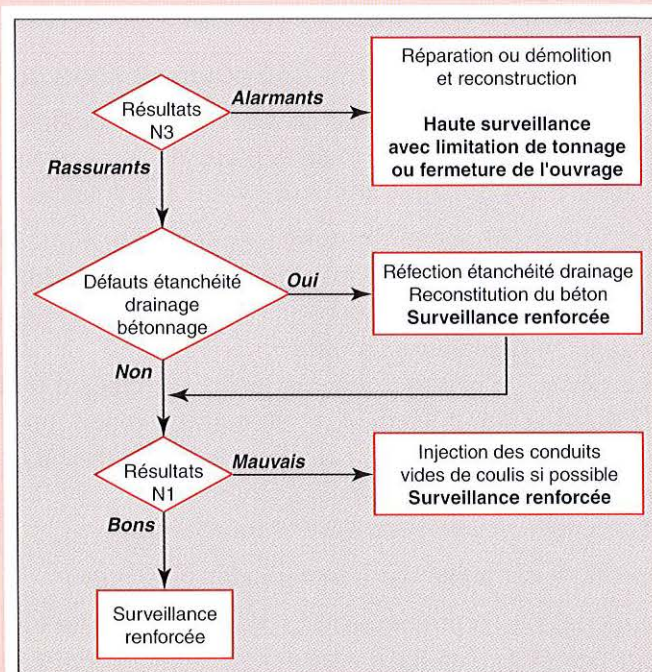 Résultats
N3
Alarmants
Réparation ou démolition
et reconstruction
Haute surveillance
avec limitation de tonnage
ou fermeture de l'ouvrage
Rassurants
Défauts étanchéité
drainage
bétonnage
Oui
Réfection étanchéité drainage
Reconstitution du béton
Surveillance renforcée
Non
Résultats
N1
Mauvais
Injection des conduits
vides de coulis si possible
Surveillance renforcée
Bons
Surveillance
renforcée